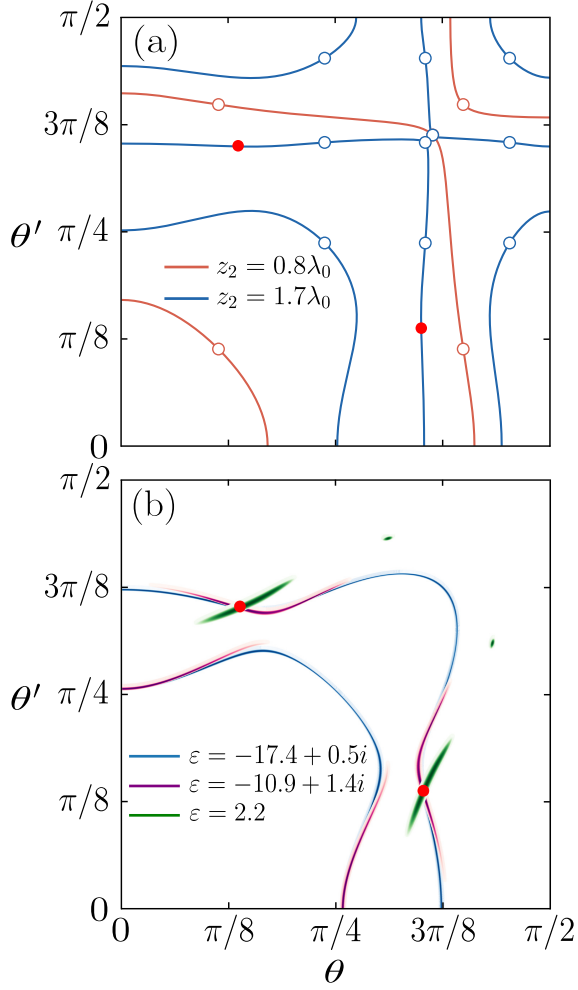 π/2
(a)
3π/8
θ′ π/4
z₂ = 0.8λ₀
z₂ = 1.7λ₀
π/8
0
π/2
(b)
3π/8
θ′ π/4
ε = −17.4 + 0.5i
ε = −10.9 + 1.4i
π/8
ε = 2.2
0
0 π/8 π/4 3π/8 π/2
θ